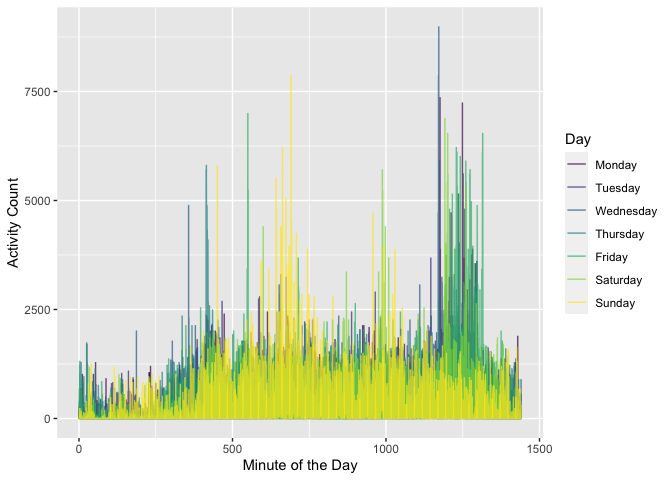 Activity Count
7500
5000
2500
0
0
500
1000
1500
Minute of the Day
Day
Monday
Tuesday
Wednesday
Thursday
Friday
Saturday
Sunday